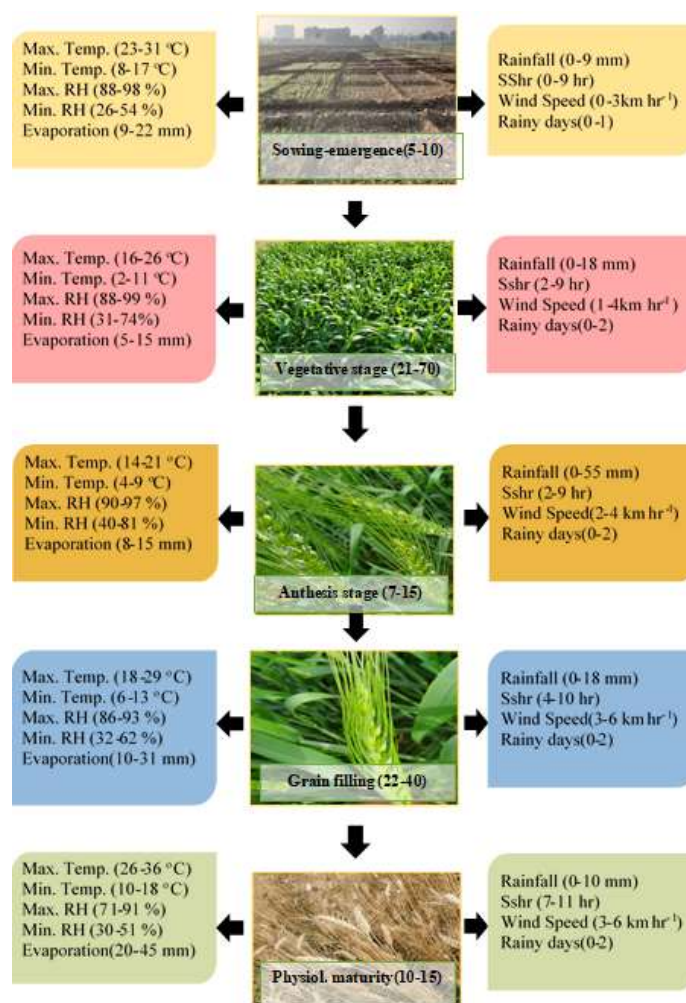 Max. Temp. (23-31 °C)
Min. Temp. (8-17 °C)
Max. RH (88-98 %)
Min. RH (26-54 %)
Evaporation (9-22 mm)
Sowing-emergence(5-10)
Rainfall (0-9 mm)
SShr (0-9 hr)
Wind Speed (0-3km hr⁻¹)
Rainy days(0-1)
Max. Temp. (16-26 °C)
Min. Temp. (2-11 °C)
Max. RH (88-99 %)
Min. RH (31-74%)
Evaporation (5-15 mm)
Vegetative stage (21-70)
Rainfall (0-18 mm)
Sshr (2-9 hr)
Wind Speed (1-4km hr⁻¹)
Rainy days(0-2)
Max. Temp. (14-21 °C)
Min. Temp. (4-9 °C)
Max. RH (90-97 %)
Min. RH (40-81 %)
Evaporation (8-15 mm)
Anthesis stage (7-15)
Rainfall (0-55 mm)
Sshr (2-9 hr)
Wind Speed(2-4 km hr⁻¹)
Rainy days(0-2)
Max. Temp. (18-29 °C)
Min. Temp. (6-13 °C)
Max. RH (86-93 %)
Min. RH (32-62 %)
Evaporation(10-31 mm)
Grain filling (22-40)
Rainfall (0-18 mm)
Sshr (4-10 hr)
Wind Speed(3-6 km hr⁻¹)
Rainy days(0-2)
Max. Temp. (26-36 °C)
Min. Temp. (10-18 °C)
Max. RH (71-91 %)
Min. RH (30-51 %)
Evaporation(20-45 mm)
Physiol. maturity(10-15)
Rainfall (0-10 mm)
Sshr (7-11 hr)
Wind Speed (3-6 km hr⁻¹)
Rainy days(0-2)